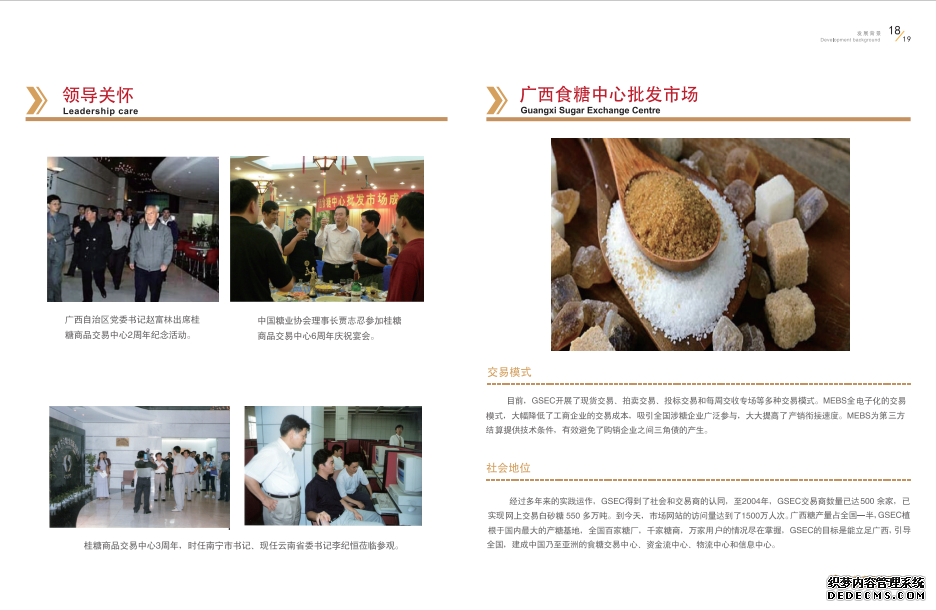 发展背景
Development background
18/19
领导关怀
Leadership care
糖中心批发市场成
广西自治区党委书记赵富林出席桂
糖商品交易中心2周年纪念活动。
中国糖业协会理事长贾志忍参加桂糖
商品交易中心6周年庆祝宴会。
桂糖商品交易中心3周年，时任南宁市书记、现任云南省委书记李纪恒莅临参观。
广西食糖中心批发市场
Guangxi Sugar Exchange Centre
交易模式
目前，GSEC开展了现货交易、拍卖交易、投标交易和每周交收专场等多种交易模式。MEBS全电子化的交易
模式，大幅降低了工商企业的交易成本，吸引全国涉糖企业广泛参与，大大提高了产销衔接速度。MEBS为第三方
结算提供技术条件，有效避免了购销企业之间三角债的产生。
社会地位
经过多年来的实践运作，GSEC得到了社会和交易商的认同，至2004年，GSEC交易商数量已达500 余家，已
实现网上交易白砂糖 550 多万吨。到今天，市场网站的访问量达到了1500万人次。广西糖产量占全国一半，GSEC植
根于国内最大的产糖基地，全国百家糖厂，千家糖商，万家用户的情况尽在掌握，GSEC的目标是能立足广西，引导
全国，建成中国乃至亚洲的食糖交易中心、资金流中心、物流中心和信息中心。
织梦内容管理系统
DEDECMS.COM